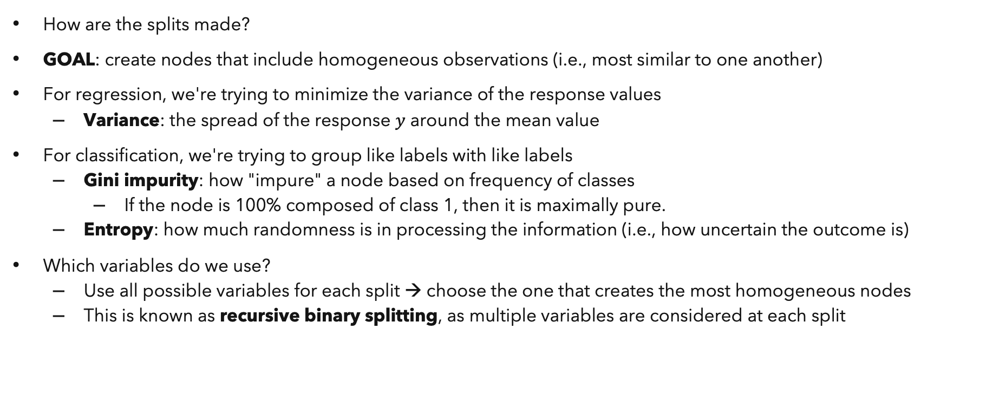 • How are the splits made?
• GOAL: create nodes that include homogeneous observations (i.e., most similar to one another)
• For regression, we're trying to minimize the variance of the response values
– Variance: the spread of the response y around the mean value
• For classification, we're trying to group like labels with like labels
– Gini impurity: how "impure" a node based on frequency of classes
– If the node is 100% composed of class 1, then it is maximally pure.
– Entropy: how much randomness is in processing the information (i.e., how uncertain the outcome is)
• Which variables do we use?
– Use all possible variables for each split → choose the one that creates the most homogeneous nodes
– This is known as recursive binary splitting, as multiple variables are considered at each split